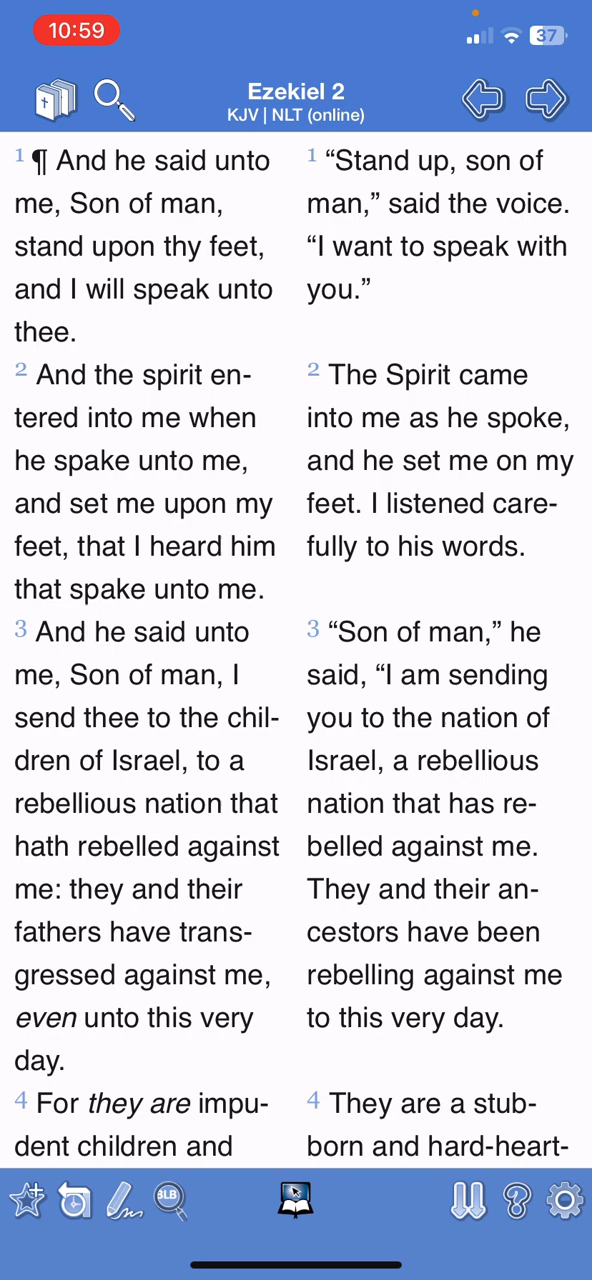 10:59
37
Ezekiel 2
KJV | NLT (online)
1 ¶ And he said unto
me, Son of man,
stand upon thy feet,
and I will speak unto
thee.
2 And the spirit en-
tered into me when
he spake unto me,
and set me upon my
feet, that I heard him
that spake unto me.
3 And he said unto
me, Son of man, I
send thee to the chil-
dren of Israel, to a
rebellious nation that
hath rebelled against
me: they and their
fathers have trans-
gressed against me,
even unto this very
day.
4 For they are impu-
dent children and
1 “Stand up, son of
man,” said the voice.
“I want to speak with
you.”
2 The Spirit came
into me as he spoke,
and he set me on my
feet. I listened care-
fully to his words.
3 “Son of man,” he
said, “I am sending
you to the nation of
Israel, a rebellious
nation that has re-
belled against me.
They and their an-
cestors have been
rebelling against me
to this very day.
4 They are a stub-
born and hard-heart-
BLB